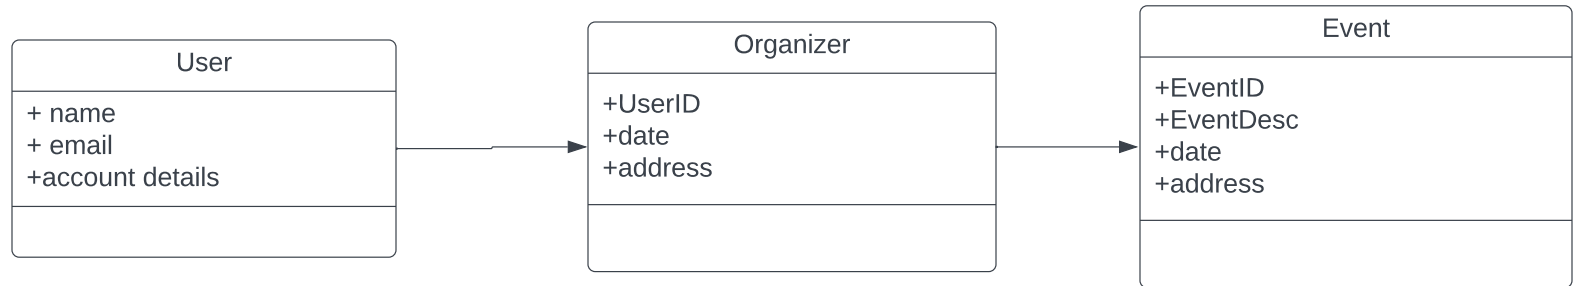 User
+ name
+ email
+account details
Organizer
+UserID
+date
+address
Event
+EventID
+EventDesc
+date
+address